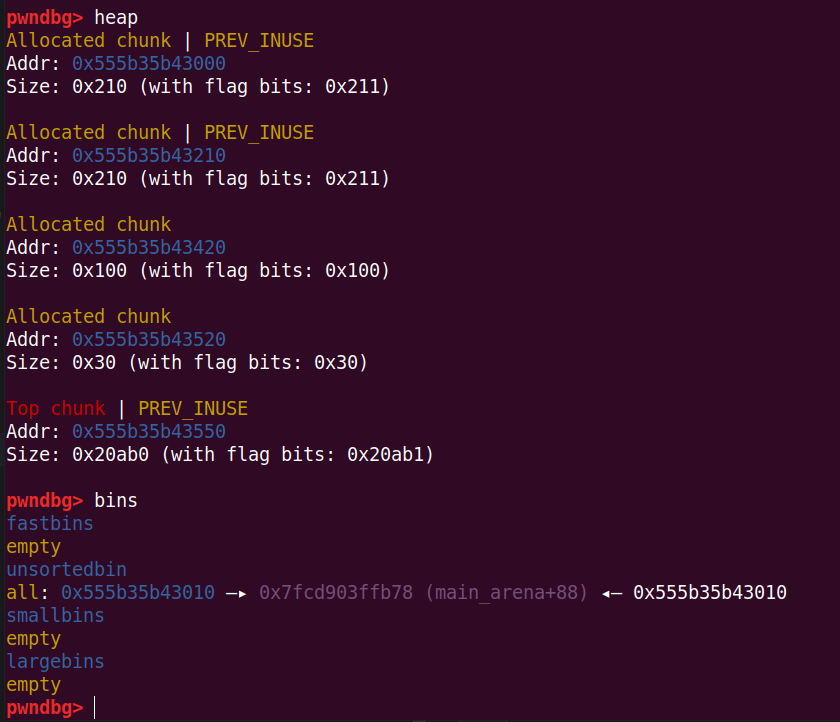 pwndbg> heap
Allocated chunk | PREV_INUSE
Addr: 0x555b35b43000
Size: 0x210 (with flag bits: 0x211)
Allocated chunk | PREV_INUSE
Addr: 0x555b35b43210
Size: 0x210 (with flag bits: 0x211)
Allocated chunk
Addr: 0x555b35b43420
Size: 0x100 (with flag bits: 0x100)
Allocated chunk
Addr: 0x555b35b43520
Size: 0x30 (with flag bits: 0x30)
Top chunk | PREV_INUSE
Addr: 0x555b35b43550
Size: 0x20ab0 (with flag bits: 0x20ab1)
pwndbg> bins
fastbins
empty
unsortedbin
all: 0x555b35b43010 —▸ 0x7fcd903ffb78 (main_arena+88) ◂— 0x555b35b43010
smallbins
empty
largebins
empty
pwndbg>